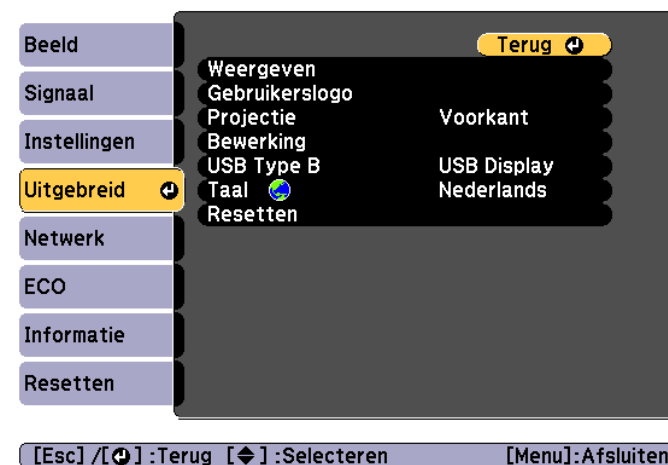 Beeld
Signaal
Instellingen
Uitgebreid
Netwerk
ECO
Informatie
Resetten
Terug
Weergeven
Gebruikerslogo
Projectie Voorkant
Bewerking
USB Type B USB Display
Taal Nederlands
Resetten
[Esc] /[ ] :Terug [ ] :Selecteren [Menu]:Afsluiten